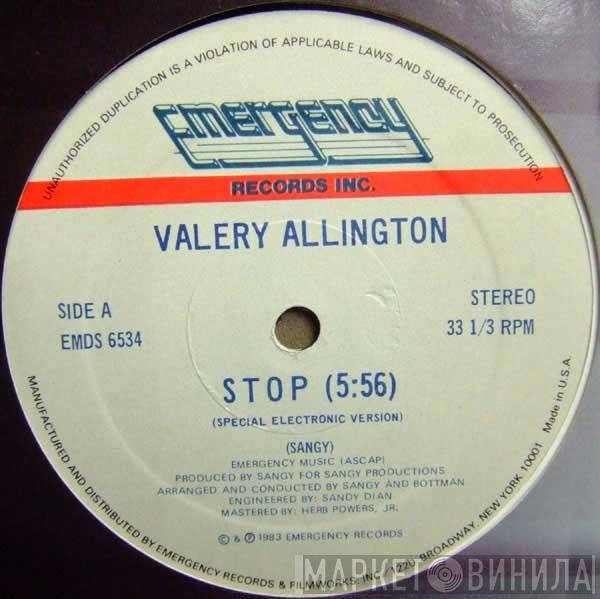 UNAUTHORIZED DUPLICATION IS A VIOLATION OF APPLICABLE LAWS AND SUBJECT TO PROSECUTION
Emergency
RECORDS INC.
VALERY ALLINGTON
SIDE A
EMDS 6534
STEREO
33 1/3 RPM
STOP (5:56)
(SPECIAL ELECTRONIC VERSION)
(SANGY)
EMERGENCY MUSIC (ASCAP)
PRODUCED BY SANGY FOR SANGY PRODUCTIONS
ARRANGED AND CONDUCTED BY SANGY AND BOTTMAN
ENGINEERED BY: SANDY DIAN
MASTERED BY: HERB POWERS, JR.
© & ℗ 1983 EMERGENCY RECORDS
MANUFACTURED AND DISTRIBUTED BY EMERGENCY RECORDS & FILMWORKS, INC. 1220 BROADWAY, NEW YORK 10001 Made in U.S.A.
МАРКЕТ ВИНИЛА